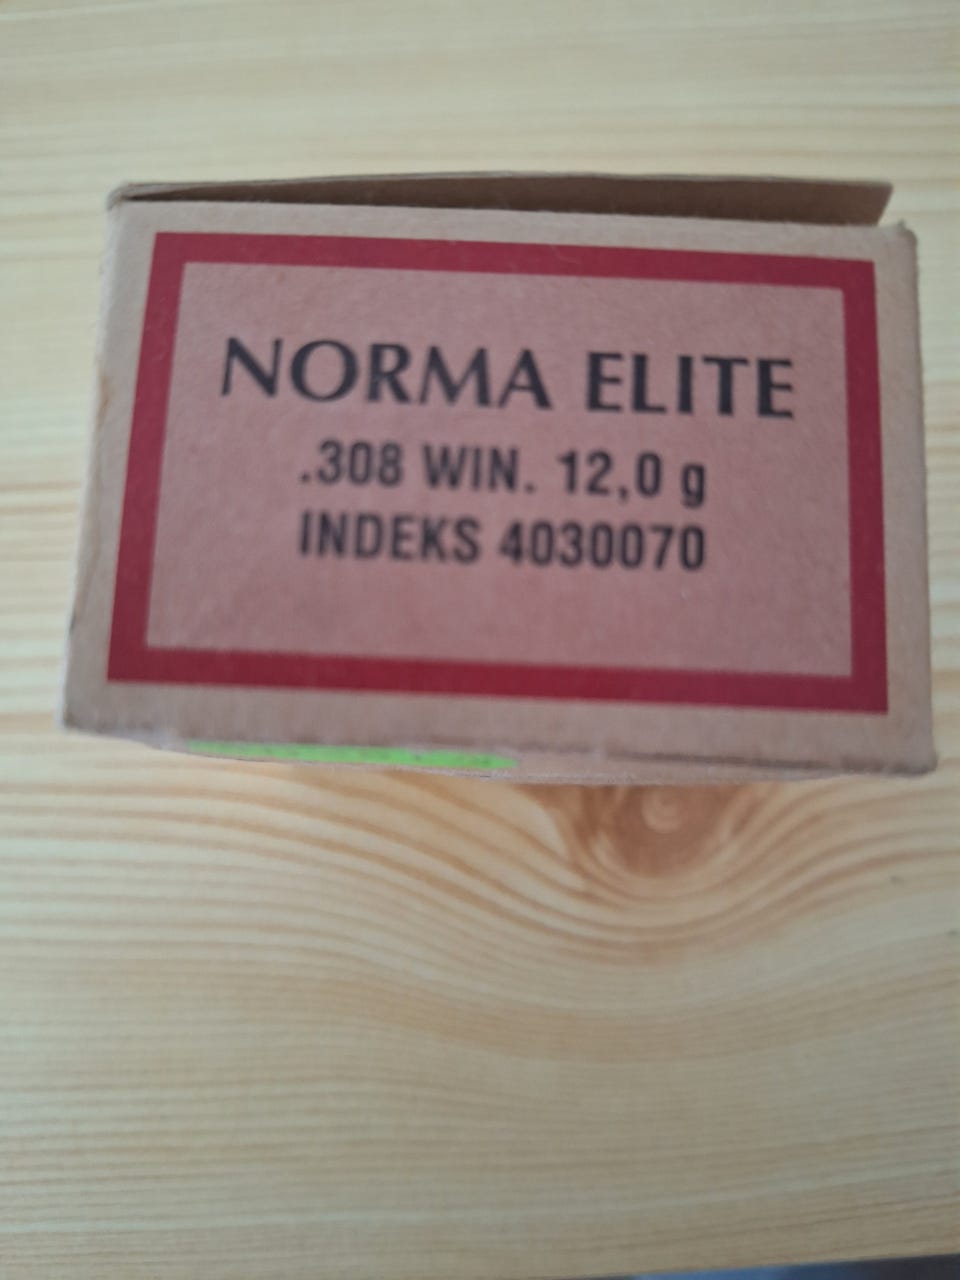 NORMA ELITE
.308 WIN. 12,0 g
INDEKS 4030070